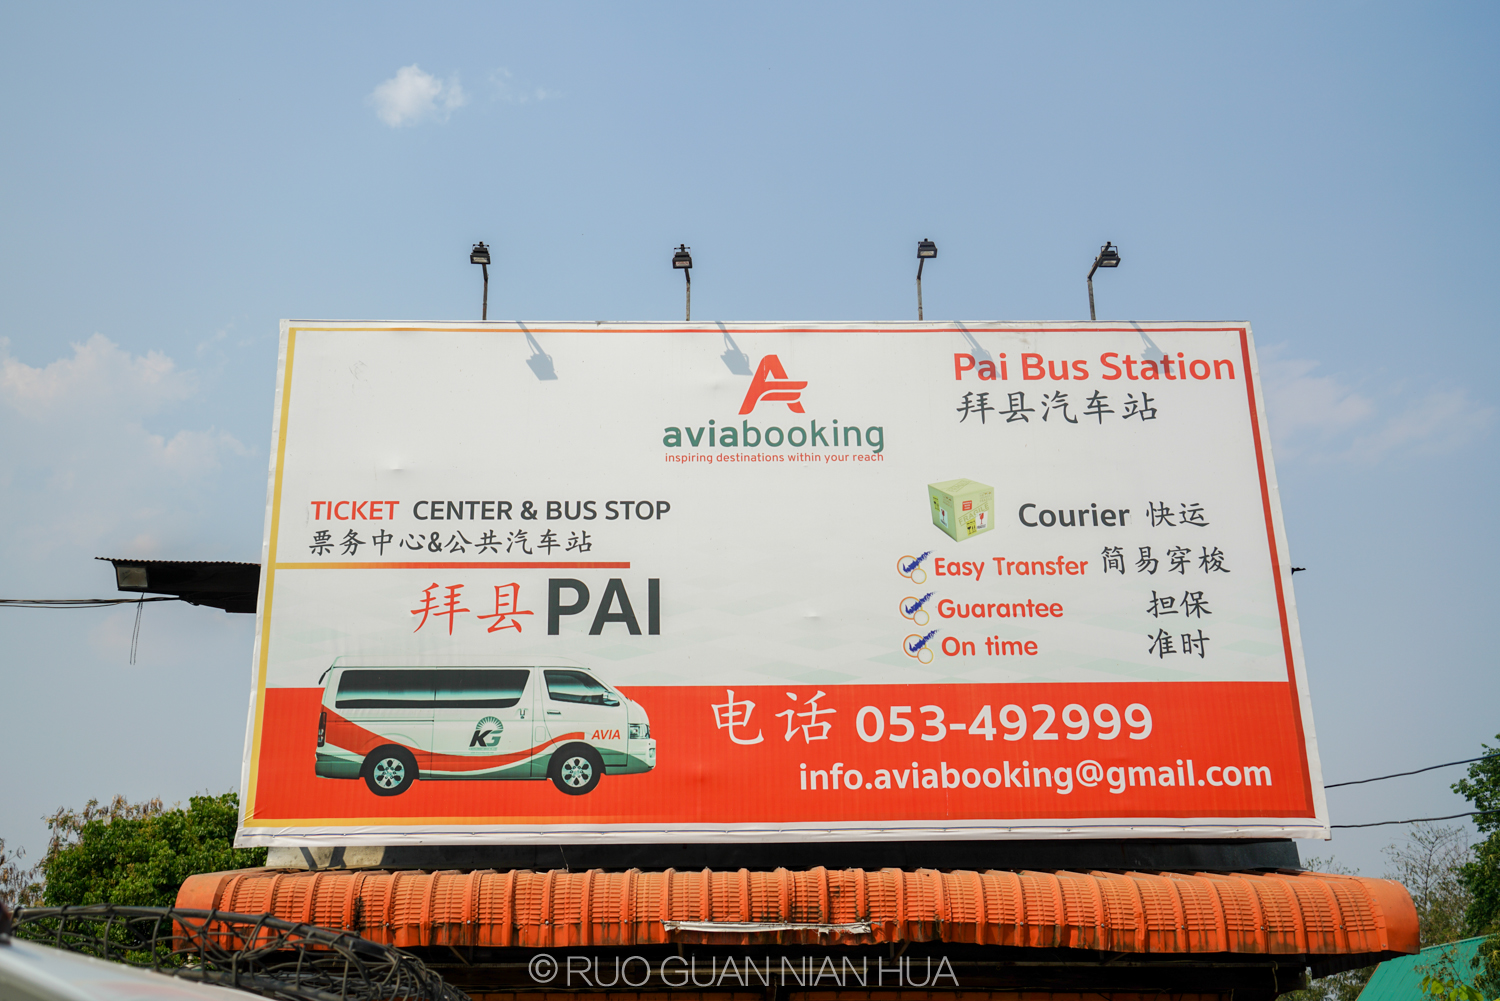 Pai Bus Station
拜县汽车站
aviabooking
inspiring destinations within your reach
TICKET CENTER & BUS STOP
票务中心&公共汽车站
拜县 PAI
Courier 快运
Easy Transfer 简易穿梭
Guarantee 担保
On time 准时
KG
AVIA
电话 053-492999
info.aviabooking@gmail.com
© RUO GUAN NIAN HUA